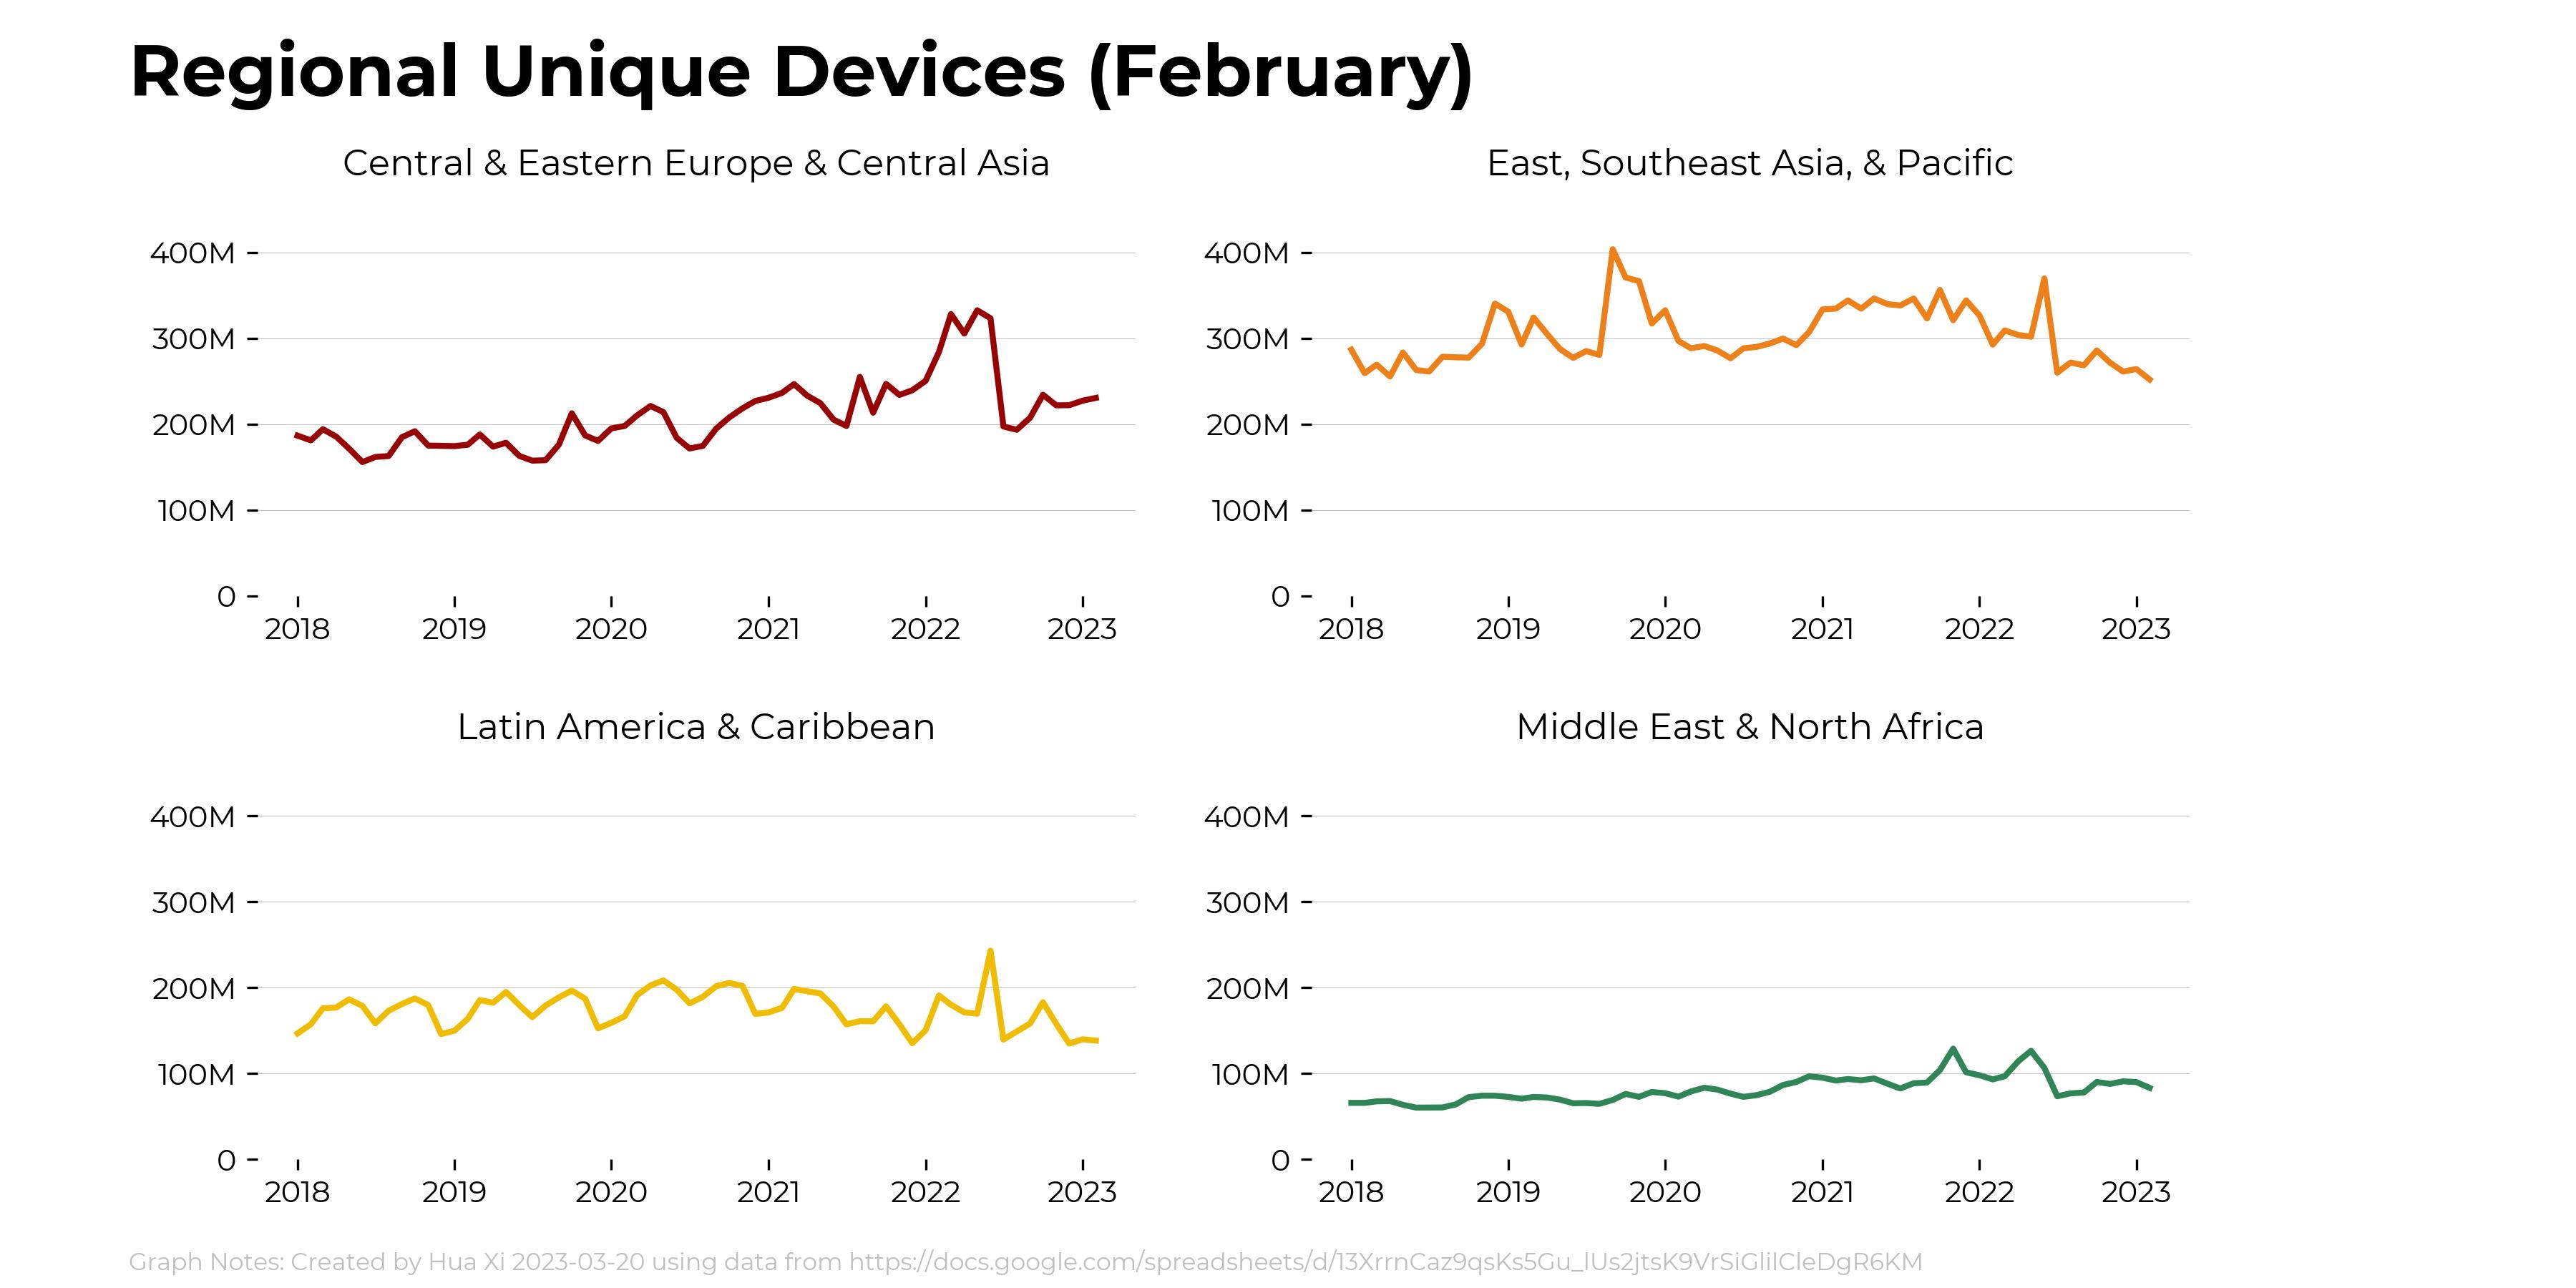 Regional Unique Devices (February)
Central & Eastern Europe & Central Asia
400M
300M
200M
100M
0
2018 2019 2020 2021 2022 2023
East, Southeast Asia, & Pacific
400M
300M
200M
100M
0
2018 2019 2020 2021 2022 2023
Latin America & Caribbean
400M
300M
200M
100M
0
2018 2019 2020 2021 2022 2023
Middle East & North Africa
400M
300M
200M
100M
0
2018 2019 2020 2021 2022 2023
Graph Notes: Created by Hua Xi 2023-03-20 using data from https://docs.google.com/spreadsheets/d/13XrrnCaz9qsKs5Gu_lUs2jtsK9VrSiGlilCleDgR6KM